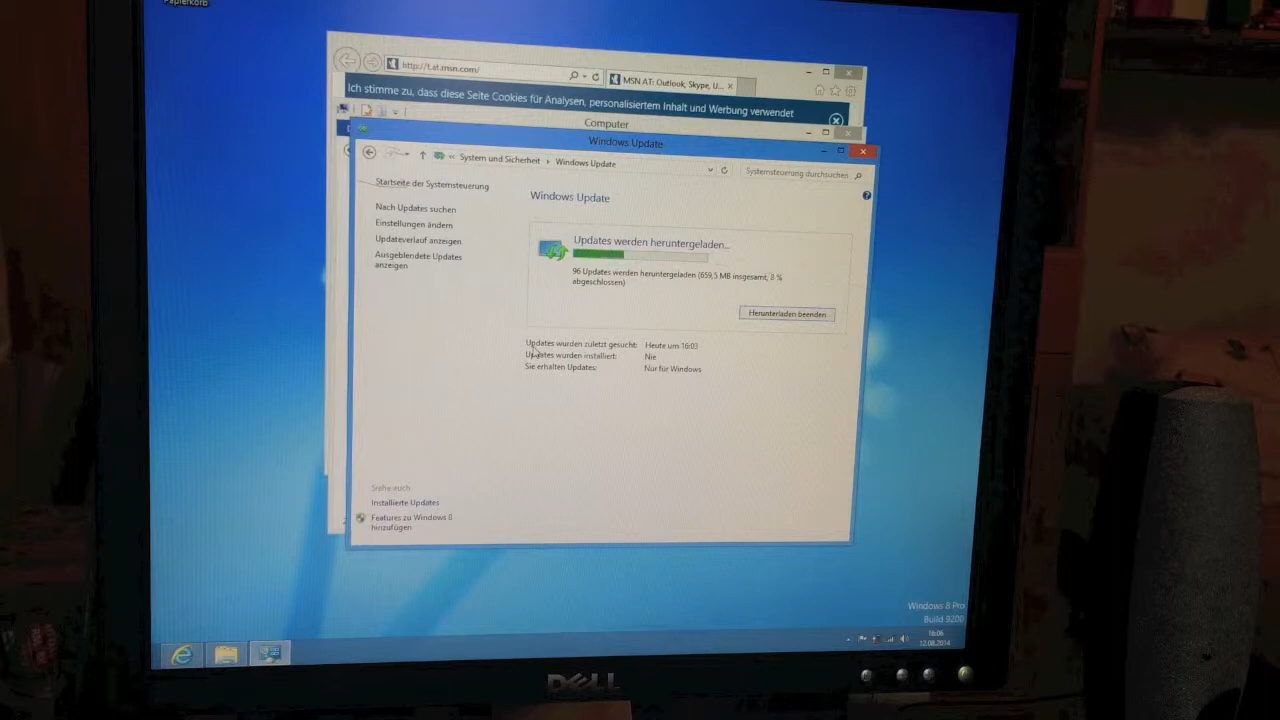 Papierkorb
http://t.at.msn.com/
MSN AT: Outlook, Skype, U...
Ich stimme zu, dass diese Seite Cookies für Analysen, personalisiertem Inhalt und Werbung verwendet
Computer
Windows Update
« System und Sicherheit › Windows Update
Systemsteuerung durchsuchen
Startseite der Systemsteuerung
Nach Updates suchen
Einstellungen ändern
Updateverlauf anzeigen
Ausgeblendete Updates
anzeigen
Windows Update
Updates werden heruntergeladen...
96 Updates werden heruntergeladen (659,5 MB insgesamt, 8 %
abgeschlossen)
Herunterladen beenden
Updates wurden zuletzt gesucht: Heute um 16:03
Updates wurden installiert: Nie
Sie erhalten Updates: Nur für Windows
Siehe auch
Installierte Updates
Features zu Windows 8
hinzufügen
Windows 8 Pro
Build 9200
16:06
12.08.2014
DELL